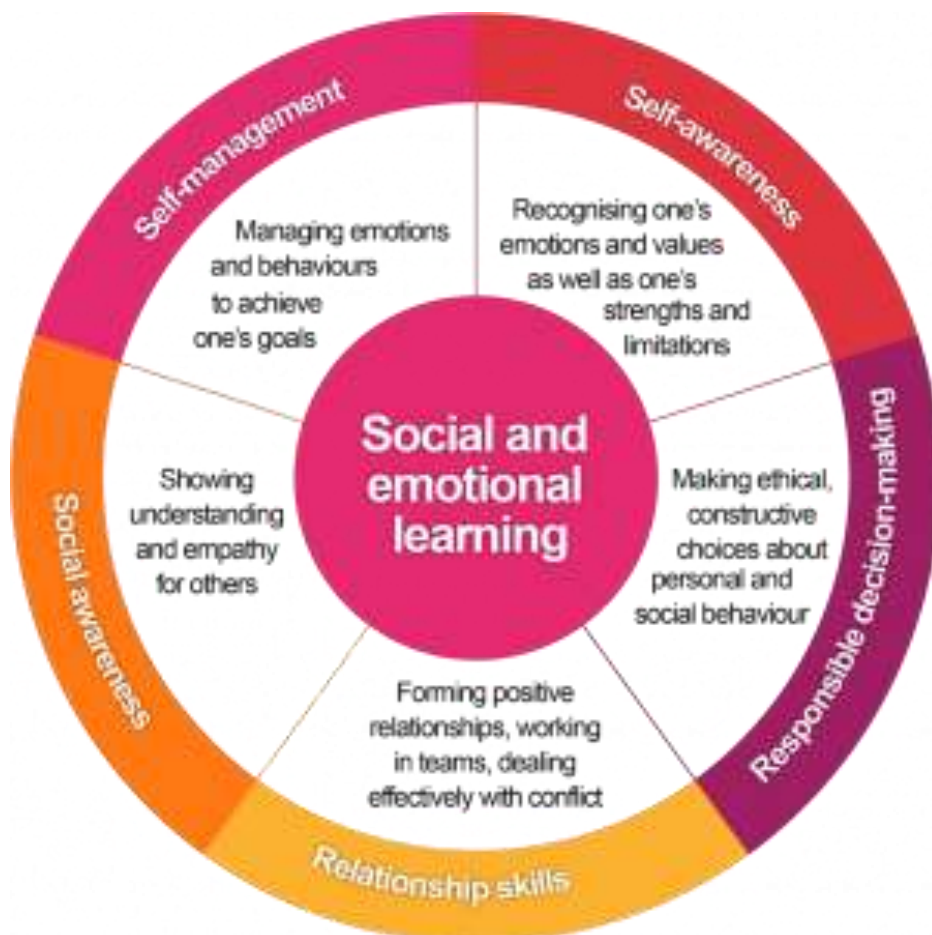 Social and
emotional
learning
Self-awareness
Recognising one's
emotions and values
as well as one's
strengths and
limitations
Responsible decision-making
Making ethical,
constructive
choices about
personal and
social behaviour
Relationship skills
Forming positive
relationships, working
in teams, dealing
effectively with conflict
Social awareness
Showing
understanding
and empathy
for others
Self-management
Managing emotions
and behaviours
to achieve
one's goals